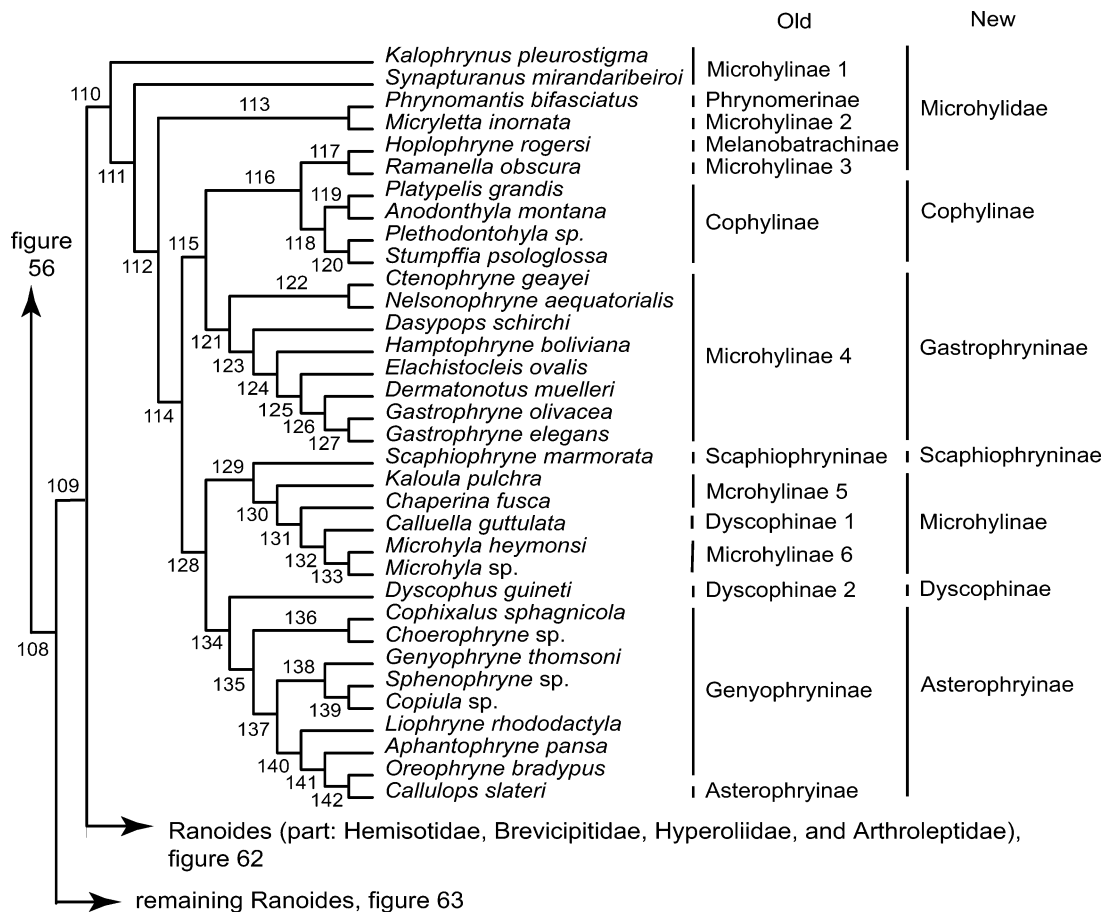 Old New
Kalophrynus pleurostigma
Synapturanus mirandaribeiroi
Microhylinae 1
110
113
Phrynomantis bifasciatus Phrynomerinae
Microhylidae
Micryletta inornata Microhylinae 2
Hoplophryne rogersi Melanobatrachinae
117
111
116
Ramanella obscura Microhylinae 3
Platypelis grandis
119
Anodonthyla montana
Cophylinae Cophylinae
figure
56
115
118
Plethodontohyla sp.
112
120
Stumpffia psologlossa
Ctenophryne geayei
122
Nelsonophryne aequatorialis
Dasypops schirchi
121
Hamptophryne boliviana
Microhylinae 4 Gastrophryninae
123
Elachistocleis ovalis
124
Dermatonotus muelleri
114
125
Gastrophryne olivacea
126
127
Gastrophryne elegans
129
Scaphiophryne marmorata Scaphiophryninae Scaphiophryninae
109
Kaloula pulchra
Mcrohylinae 5
130
Chaperina fusca
131
Calluella guttulata Dyscophinae 1 Microhylinae
132
Microhyla heymonsi
Microhylinae 6
128
133
Microhyla sp.
Dyscophus guineti Dyscophinae 2 Dyscophinae
136
Cophixalus sphagnicola
108
134
Choerophryne sp.
138
Genyophryne thomsoni
135
Sphenophryne sp.
Genyophryninae Asterophryinae
139
Copiula sp.
137
Liophryne rhododactyla
140
Aphantophryne pansa
141
Oreophryne bradypus
142
Callulops slateri Asterophryinae
Ranoides (part: Hemisotidae, Brevicipitidae, Hyperoliidae, and Arthroleptidae),
figure 62
remaining Ranoides, figure 63